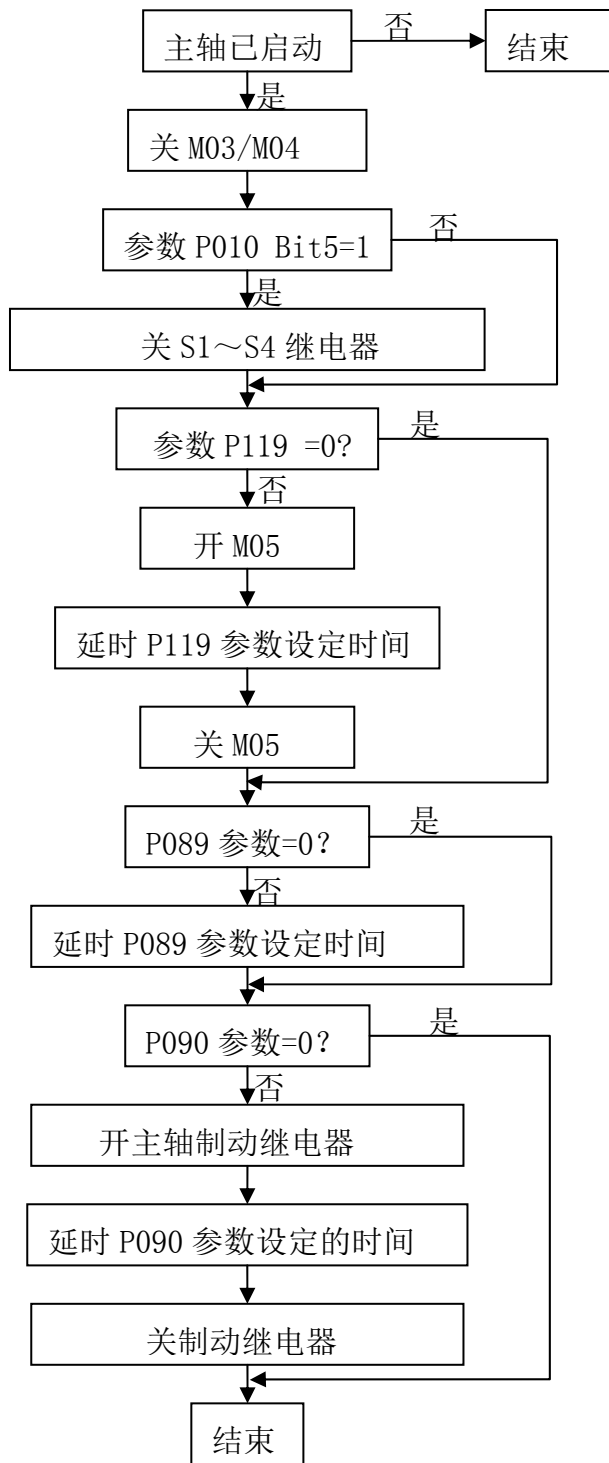 主轴已启动
否
结束
是
关 M03/M04
参数 P010 Bit5=1
否
是
关 S1～S4 继电器
参数 P119 =0?
是
否
开 M05
延时 P119 参数设定时间
关 M05
P089 参数=0？
是
否
延时 P089 参数设定时间
P090 参数=0？
是
否
开主轴制动继电器
延时 P090 参数设定的时间
关制动继电器
结束